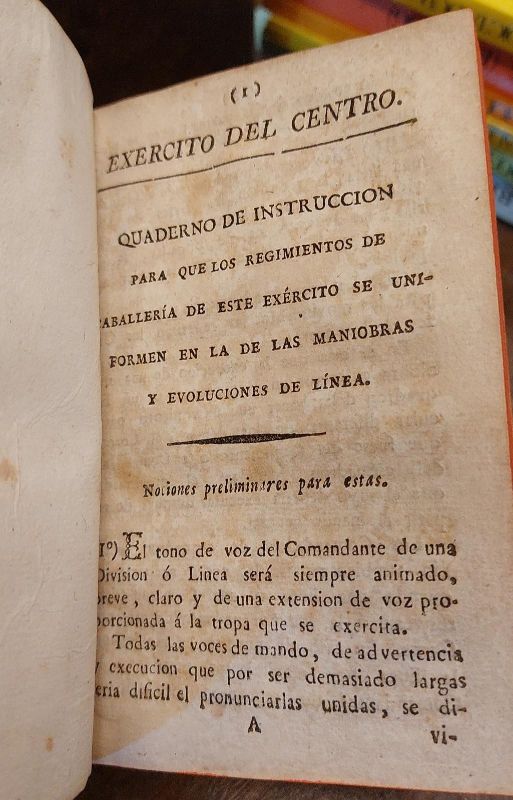 (1)
EXERCITO DEL CENTRO.
QUADERNO DE INSTRUCCION
PARA QUE LOS REGIMIENTOS DE
CABALLERÍA DE ESTE EXÉRCITO SE UNI-
FORMEN EN LA DE LAS MANIOBRAS
Y EVOLUCIONES DE LÍNEA.
Nociones preliminares para estas.
1º) El tono de voz del Comandante de una
Division ó Linea será siempre animado,
breve, claro y de una extension de voz pro-
porcionada á la tropa que se exercita.
Todas las voces de mando, de advertencia
y execucion que por ser demasiado largas
seria dificil el pronunciarlas unidas, se di-
A
vi-